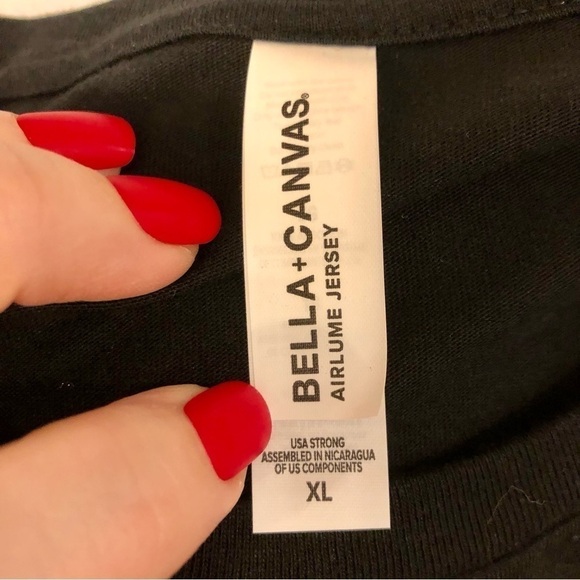 BELLA+CANVAS®
AIRLUME JERSEY
USA STRONG
ASSEMBLED IN NICARAGUA
OF US COMPONENTS
XL